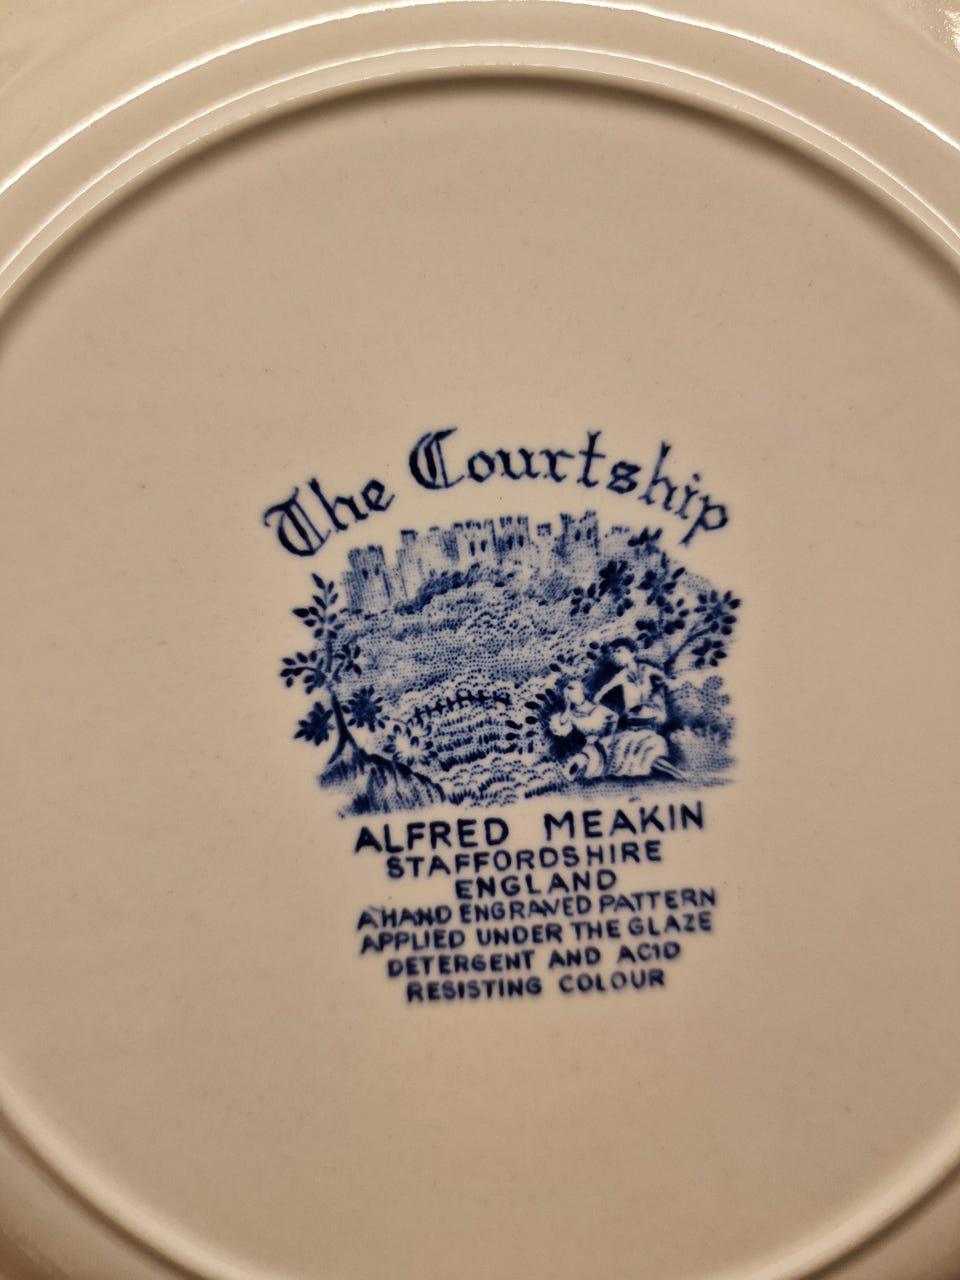 The Courtship
ALFRED MEAKIN
STAFFORDSHIRE
ENGLAND
A HAND ENGRAVED PATTERN
APPLIED UNDER THE GLAZE
DETERGENT AND ACID
RESISTING COLOUR